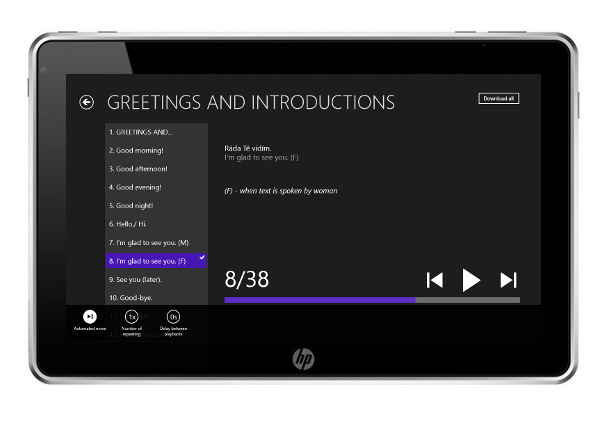 GREETINGS AND INTRODUCTIONS
Download all
1. GREETINGS AND...
2. Good morning!
3. Good afternoon!
4. Good evening!
5. Good night!
6. Hello./ Hi.
7. I'm glad to see you. (M)
8. I'm glad to see you. (F)
9. See you (later).
10. Good-bye.
Ráda Tě vidím.
I'm glad to see you. (F)
(F) - when text is spoken by woman
8/38
Automated move
1x
Number of
repeating
0s
Delay between
playbacks
hp